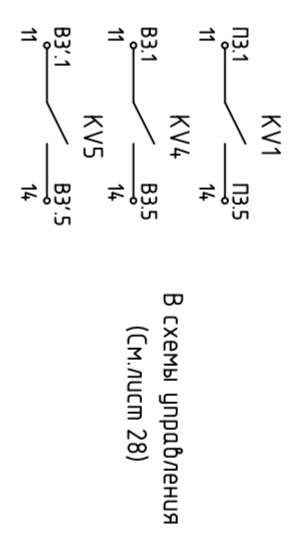 KV1
П3.1
П3.5
11
14
KV4
В3.1
В3.5
11
14
KV5
В3'.1
В3'.5
11
14
В схемы управления
(См.лист 28)